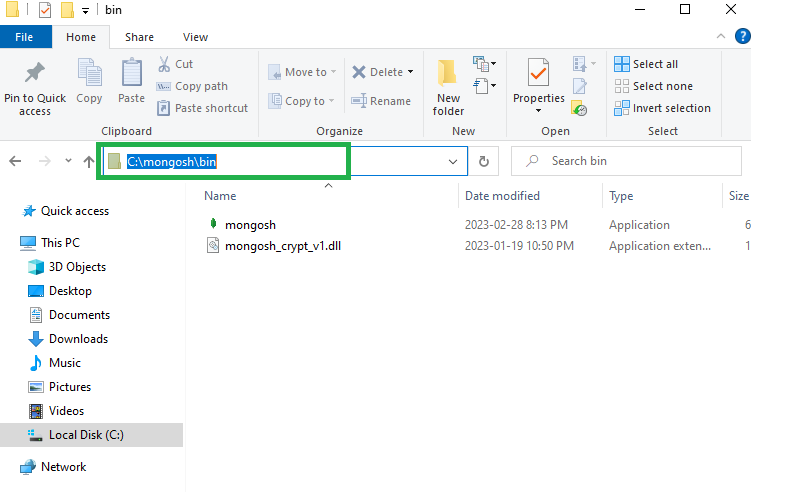 bin
File Home Share View
Pin to Quick access
Copy
Paste
Cut
Copy path
Paste shortcut
Clipboard
Move to
Copy to
Delete
Rename
Organize
New folder
New
Properties
Open
Select all
Select none
Invert selection
Select
C:\mongosh\bin
Search bin
Name Date modified Type Size
mongosh 2023-02-28 8:13 PM Application 6
mongosh_crypt_v1.dll 2023-01-19 10:50 PM Application exten... 1
Quick access
This PC
3D Objects
Desktop
Documents
Downloads
Music
Pictures
Videos
Local Disk (C:)
Network